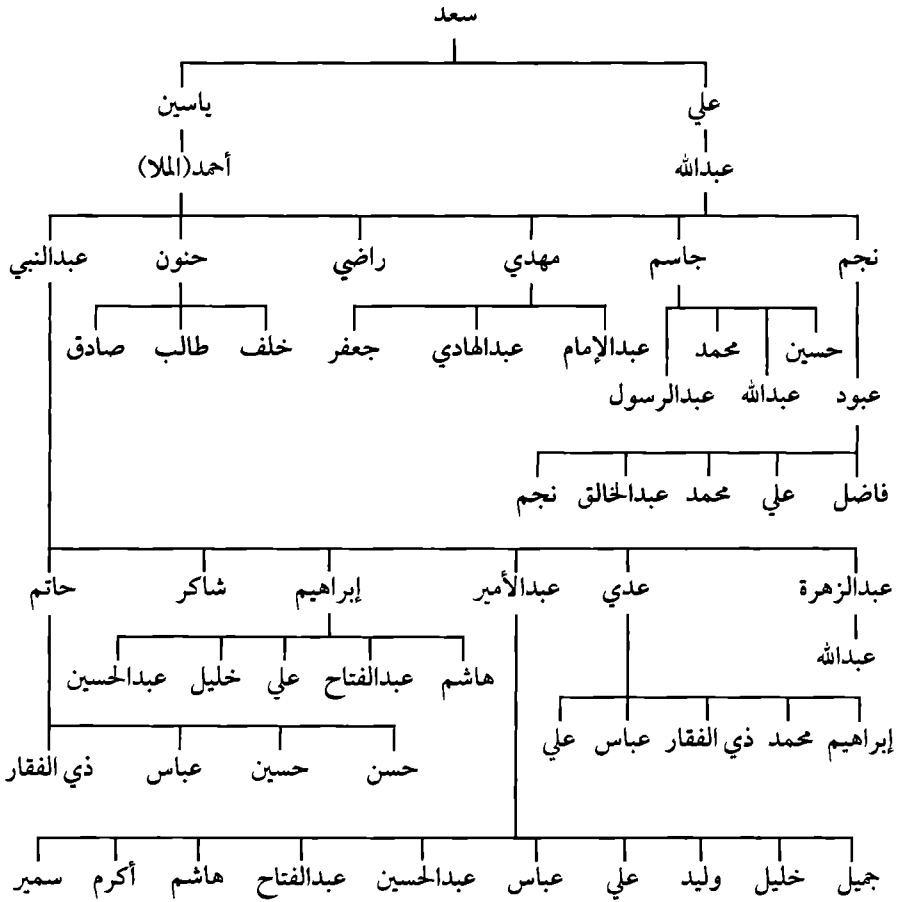 سعد
علي ياسين
عبدالله أحمد(الملا)
نجم جاسم مهدي راضي حنون عبدالنبي
حسين محمد عبدالإمام عبدالهادي جعفر خلف طالب صادق
عبود عبدالله عبدالرسول
فاضل علي محمد عبدالخالق نجم
عبدالزهرة عدي عبدالأمير إبراهيم شاكر حاتم
عبدالله
هاشم عبدالفتاح علي خليل عبدالحسين
إبراهيم محمد ذي الفقار عباس علي
حسن حسين عباس ذي الفقار
جميل خليل وليد علي عباس عبدالحسين عبدالفتاح هاشم أكرم سمير